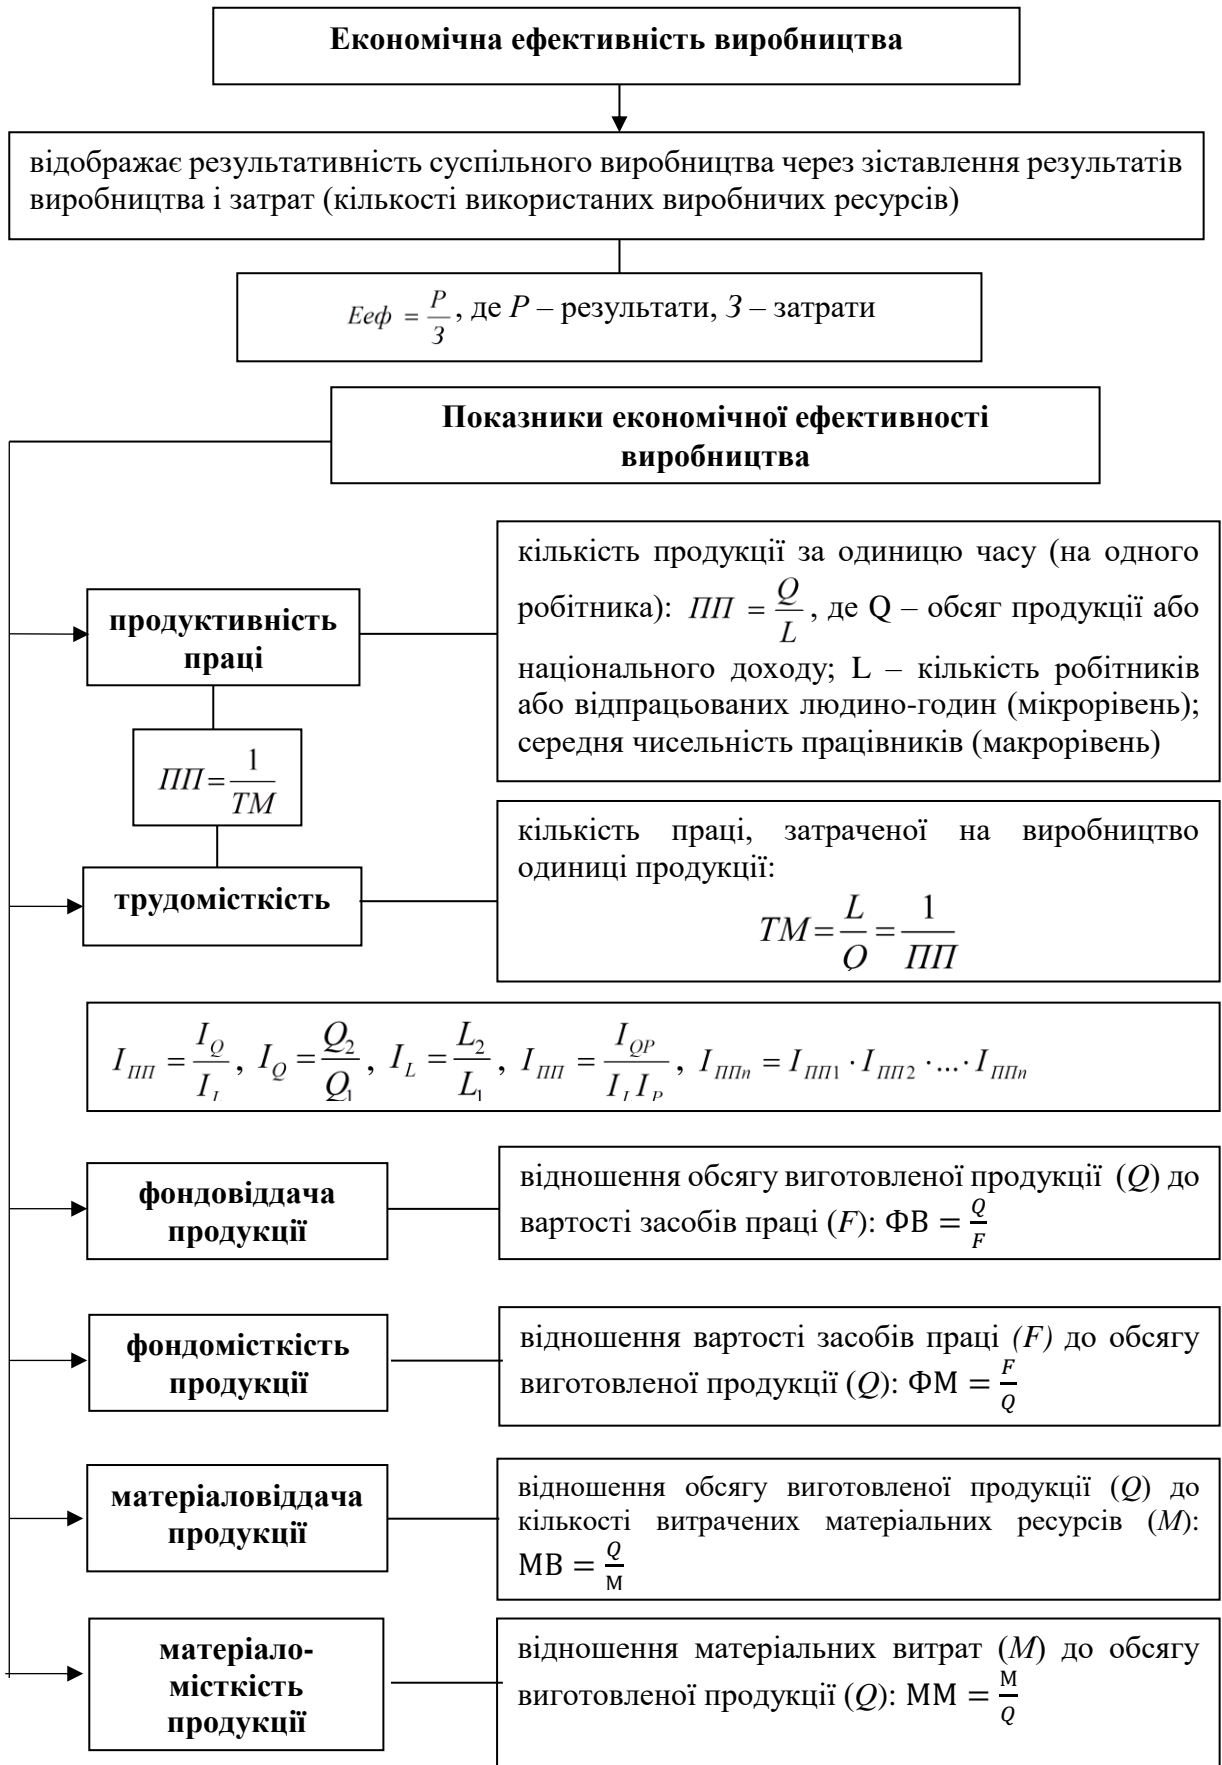 Економічна ефективність виробництва
відображає результативність суспільного виробництва через зіставлення результатів
виробництва і затрат (кількості використаних виробничих ресурсів)
Eеф = P/З, де P – результати, З – затрати
Показники економічної ефективності
виробництва
продуктивність
праці
кількість продукції за одиницю часу (на одного
робітника): ПП = Q/L, де Q – обсяг продукції або
національного доходу; L – кількість робітників
або відпрацьованих людино-годин (мікрорівень);
середня чисельність працівників (макрорівень)
ПП = 1/ТМ
трудомісткість
кількість праці, затраченої на виробництво
одиниці продукції:
ТМ = L/Q = 1/ПП
I_ПП = I_Q/I_L, I_Q = Q_2/Q_1, I_L = L_2/L_1, I_ПП = I_QP/I_L I_P, I_ППn = I_ПП1 · I_ПП2 · ... · I_ППn
фондовіддача
продукції
відношення обсягу виготовленої продукції (Q) до
вартості засобів праці (F): ФВ = Q/F
фондомісткість
продукції
відношення вартості засобів праці (F) до обсягу
виготовленої продукції (Q): ФМ = F/Q
матеріаловіддача
продукції
відношення обсягу виготовленої продукції (Q) до
кількості витрачених матеріальних ресурсів (М):
МВ = Q/М
матеріало-
місткість
продукції
відношення матеріальних витрат (М) до обсягу
виготовленої продукції (Q): ММ = М/Q